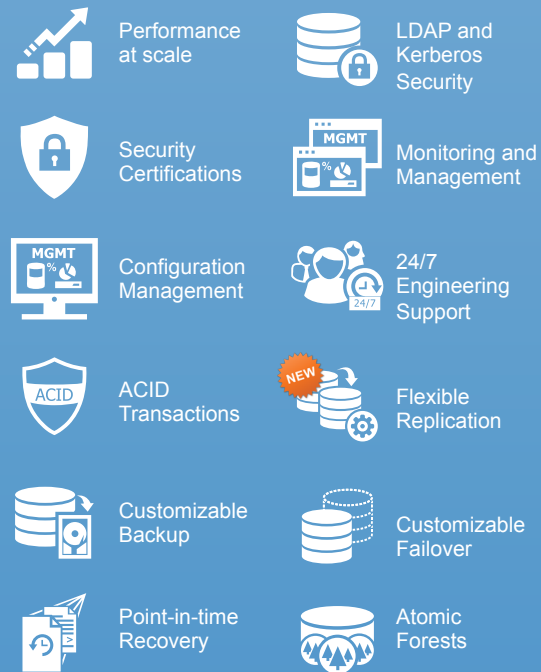 Performance
at scale
LDAP and
Kerberos
Security
Security
Certifications
MGMT
%
Monitoring and
Management
MGMT
%
Configuration
Management
24/7
24/7
Engineering
Support
ACID
ACID
Transactions
NEW
Flexible
Replication
Customizable
Backup
Customizable
Failover
>
Point-in-time
Recovery
Atomic
Forests